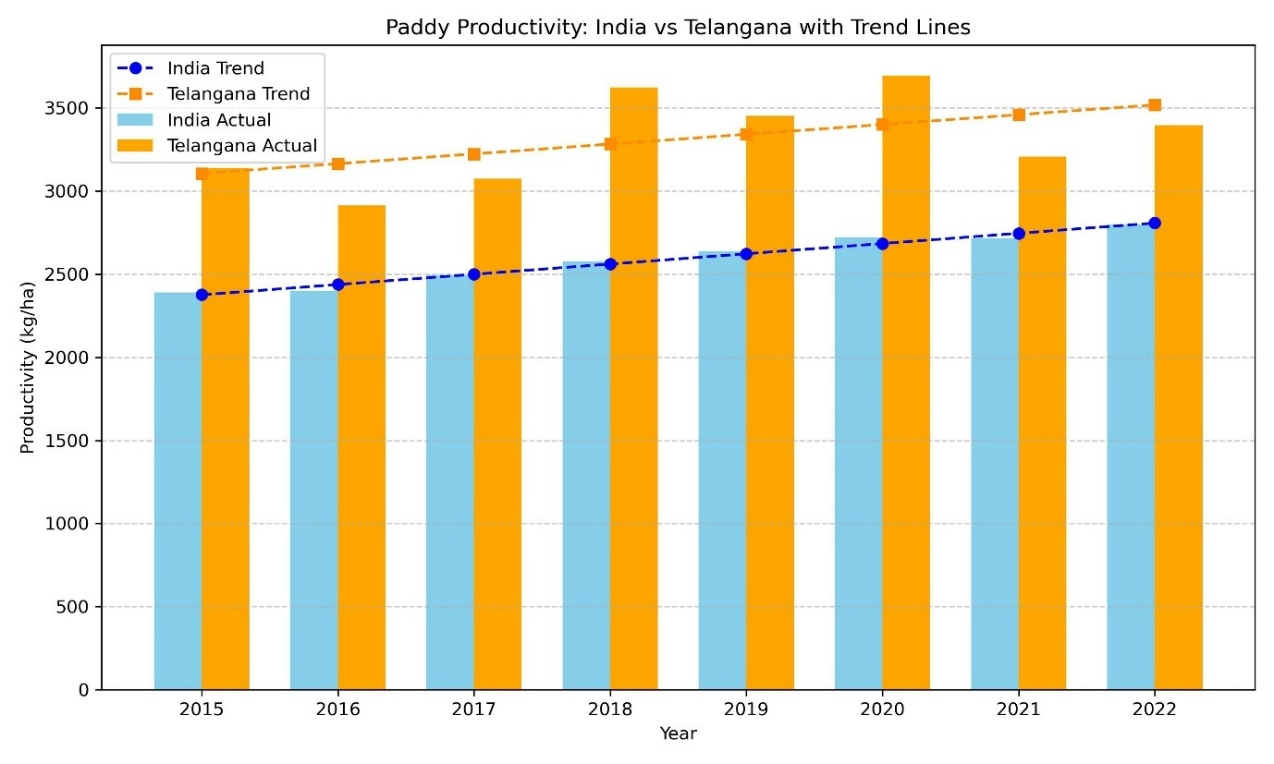 Paddy Productivity: India vs Telangana with Trend Lines
India Trend
Telangana Trend
India Actual
Telangana Actual
Productivity (kg/ha)
3500
3000
2500
2000
1500
1000
500
0
2015 2016 2017 2018 2019 2020 2021 2022
Year